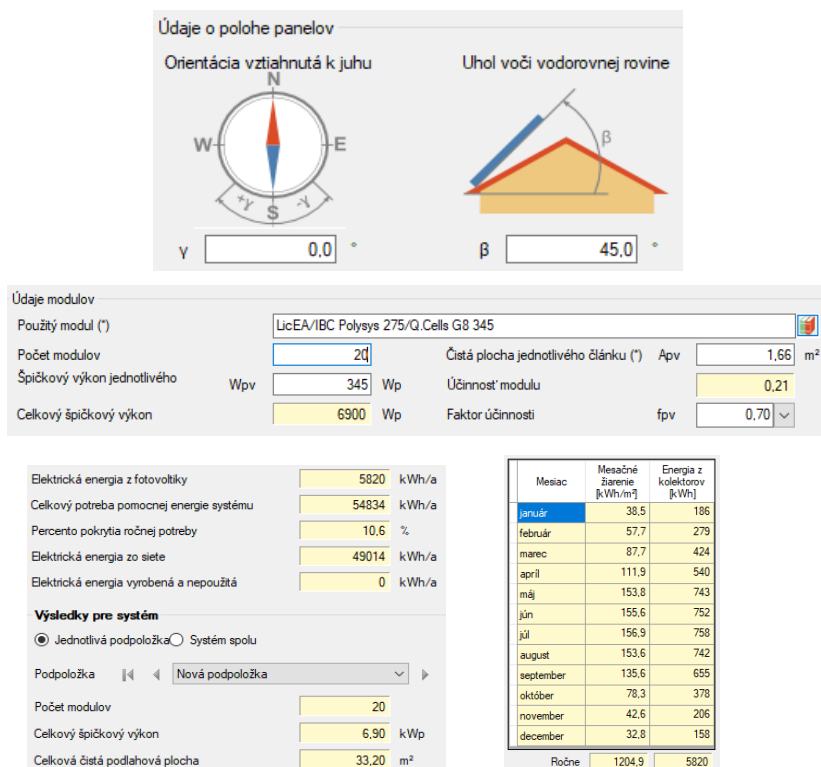 Údaje o polohe panelov
Orientácia vztiahnutá k juhu
Uhol voči vodorovnej rovine
N
W
E
S
+γ
-γ
β
γ 0,0 °
β 45,0 °
Údaje modulov
Použitý modul (*) LicEA/IBC Polysys 275/Q.Cells G8 345
Počet modulov 20 Čistá plocha jednotlivého článku (*) Apv 1,66 m²
Špičkový výkon jednotlivého Wpv 345 Wp Účinnosť modulu 0,21
Celkový špičkový výkon 6900 Wp Faktor účinnosti fpv 0,70
Elektrická energia z fotovoltiky 5820 kWh/a
Celkový potreba pomocnej energie systému 54834 kWh/a
Percento pokrytia ročnej potreby 10,6 %
Elektrická energia zo siete 49014 kWh/a
Elektrická energia vyrobená a nepoužitá 0 kWh/a
Výsledky pre systém
Jednotlivá podpoložka Systém spolu
Podpoložka Nová podpoložka
Počet modulov 20
Celkový špičkový výkon 6,90 kWp
Celková čistá podlahová plocha 33,20 m²
Mesiac Mesačné žiarenie [kWh/m²] Energia z kolektorov [kWh]
január 38,5 186
február 57,7 279
marec 87,7 424
apríl 111,9 540
máj 153,8 743
jún 155,6 752
júl 156,9 758
august 153,6 742
september 135,6 655
október 78,3 378
november 42,6 206
december 32,8 158
Ročne 1204,9 5820